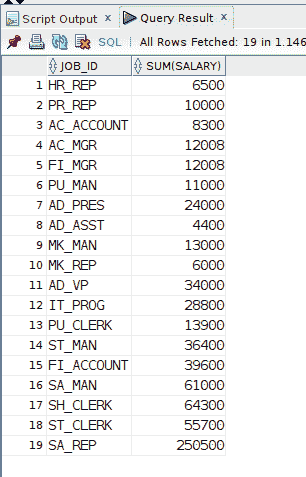 Script Output × Query Result ×
SQL | All Rows Fetched: 19 in 1.146
JOB_ID SUM(SALARY)
1 HR_REP 6500
2 PR_REP 10000
3 AC_ACCOUNT 8300
4 AC_MGR 12008
5 FI_MGR 12008
6 PU_MAN 11000
7 AD_PRES 24000
8 AD_ASST 4400
9 MK_MAN 13000
10 MK_REP 6000
11 AD_VP 34000
12 IT_PROG 28800
13 PU_CLERK 13900
14 ST_MAN 36400
15 FI_ACCOUNT 39600
16 SA_MAN 61000
17 SH_CLERK 64300
18 ST_CLERK 55700
19 SA_REP 250500